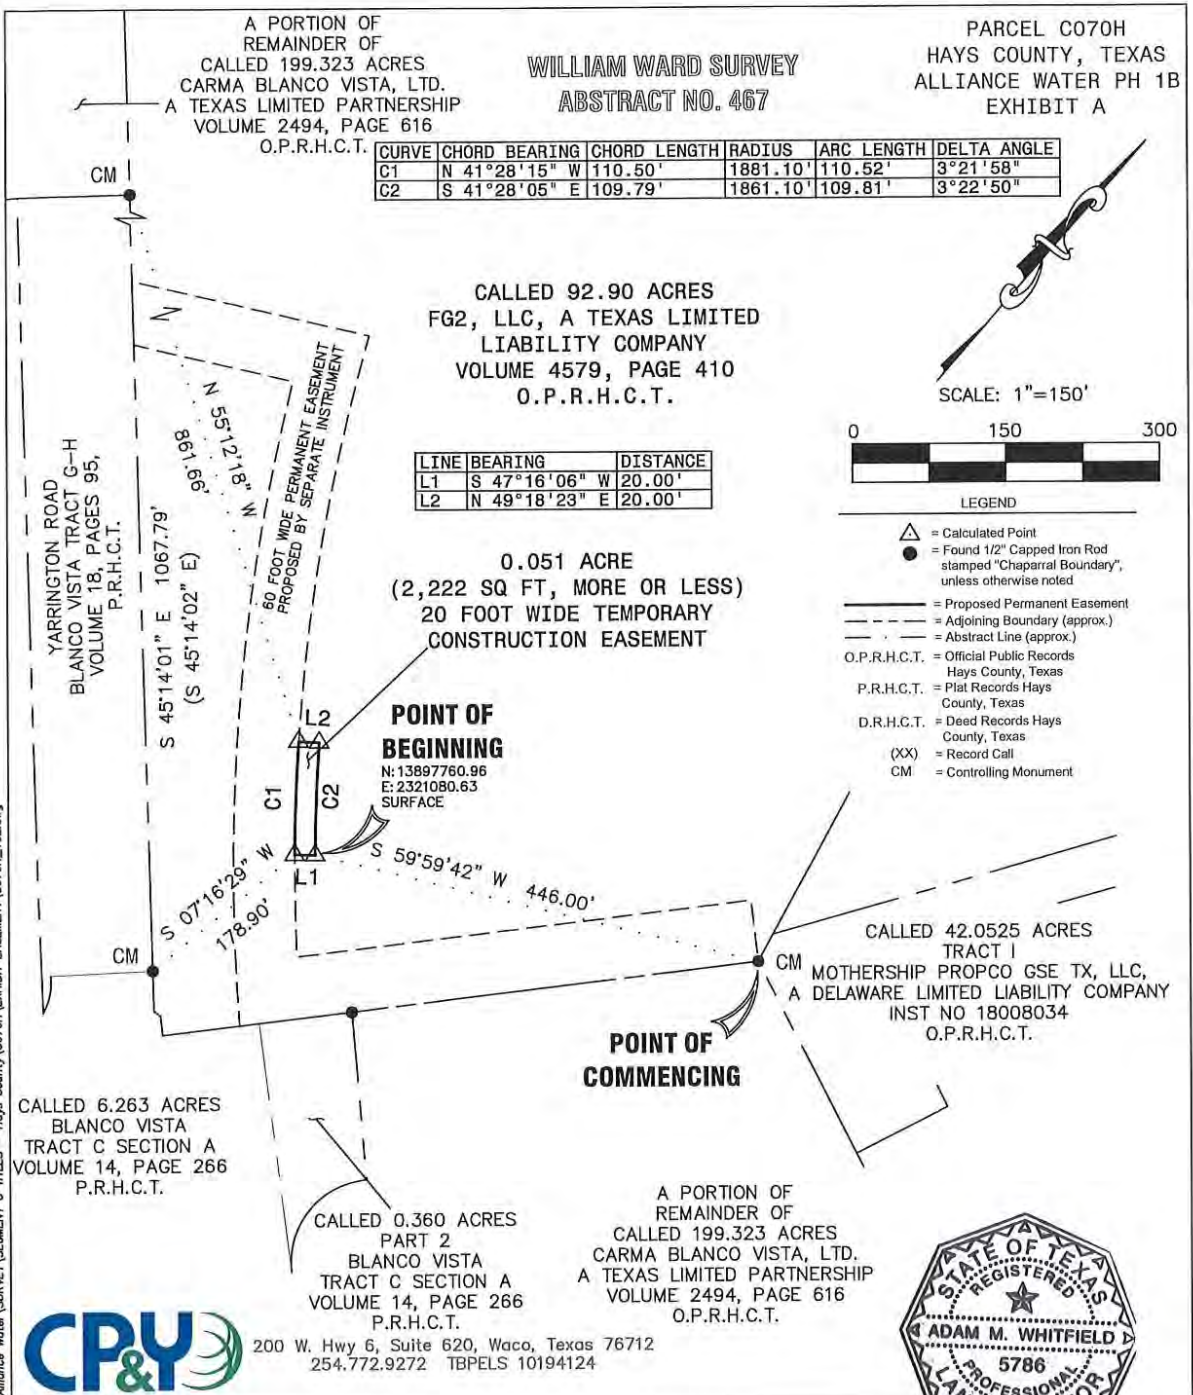 A PORTION OF
REMAINDER OF
CALLED 199.323 ACRES
CARMA BLANCO VISTA, LTD.
A TEXAS LIMITED PARTNERSHIP
VOLUME 2494, PAGE 616
O.P.R.H.C.T.
WILLIAM WARD SURVEY
ABSTRACT NO. 467
PARCEL C070H
HAYS COUNTY, TEXAS
ALLIANCE WATER PH 1B
EXHIBIT A
CURVE CHORD BEARING CHORD LENGTH RADIUS ARC LENGTH DELTA ANGLE
C1 N 41°28'15" W 110.50' 1881.10' 110.52' 3°21'58"
C2 S 41°28'05" E 109.79' 1861.10' 109.81' 3°22'50"
CM
CALLED 92.90 ACRES
FG2, LLC, A TEXAS LIMITED
LIABILITY COMPANY
VOLUME 4579, PAGE 410
O.P.R.H.C.T.
SCALE: 1"=150'
0 150 300
LINE BEARING DISTANCE
L1 S 47°16'06" W 20.00'
L2 N 49°18'23" E 20.00'
LEGEND
= Calculated Point
= Found 1/2" Capped Iron Rod
stamped "Chaparral Boundary",
unless otherwise noted
= Proposed Permanent Easement
= Adjoining Boundary (approx.)
= Abstract Line (approx.)
O.P.R.H.C.T. = Official Public Records
Hays County, Texas
P.R.H.C.T. = Plat Records Hays
County, Texas
D.R.H.C.T. = Deed Records Hays
County, Texas
(XX) = Record Call
CM = Controlling Monument
YARRINGTON ROAD
BLANCO VISTA TRACT G-H
VOLUME 18, PAGES 95,
P.R.H.C.T.
S 45°14'01" E 1067.79'
(S 45°14'02" E)
N 55°12'18" W
861.99'
60 FOOT WIDE PERMANENT EASEMENT
PROPOSED BY SEPARATE INSTRUMENT
0.051 ACRE
(2,222 SQ FT, MORE OR LESS)
20 FOOT WIDE TEMPORARY
CONSTRUCTION EASEMENT
L2
C1
C2
L1
POINT OF
BEGINNING
N: 13897760.96
E: 2321080.63
SURFACE
S 59°59'42" W 446.00'
S 07°16'29" W
178.90'
CM
CM
POINT OF
COMMENCING
CALLED 42.0525 ACRES
TRACT I
MOTHERSHIP PROPCO GSE TX, LLC,
A DELAWARE LIMITED LIABILITY COMPANY
INST NO 18008034
O.P.R.H.C.T.
CALLED 6.263 ACRES
BLANCO VISTA
TRACT C SECTION A
VOLUME 14, PAGE 266
P.R.H.C.T.
CALLED 0.360 ACRES
PART 2
BLANCO VISTA
TRACT C SECTION A
VOLUME 14, PAGE 266
P.R.H.C.T.
A PORTION OF
REMAINDER OF
CALLED 199.323 ACRES
CARMA BLANCO VISTA, LTD.
A TEXAS LIMITED PARTNERSHIP
VOLUME 2494, PAGE 616
O.P.R.H.C.T.
CP&Y
200 W. Hwy 6, Suite 620, Waco, Texas 76712
254.772.9272 TBPELS 10194124
STATE OF TEXAS
REGISTERED
ADAM M. WHITFIELD
5786
PROFESSIONAL